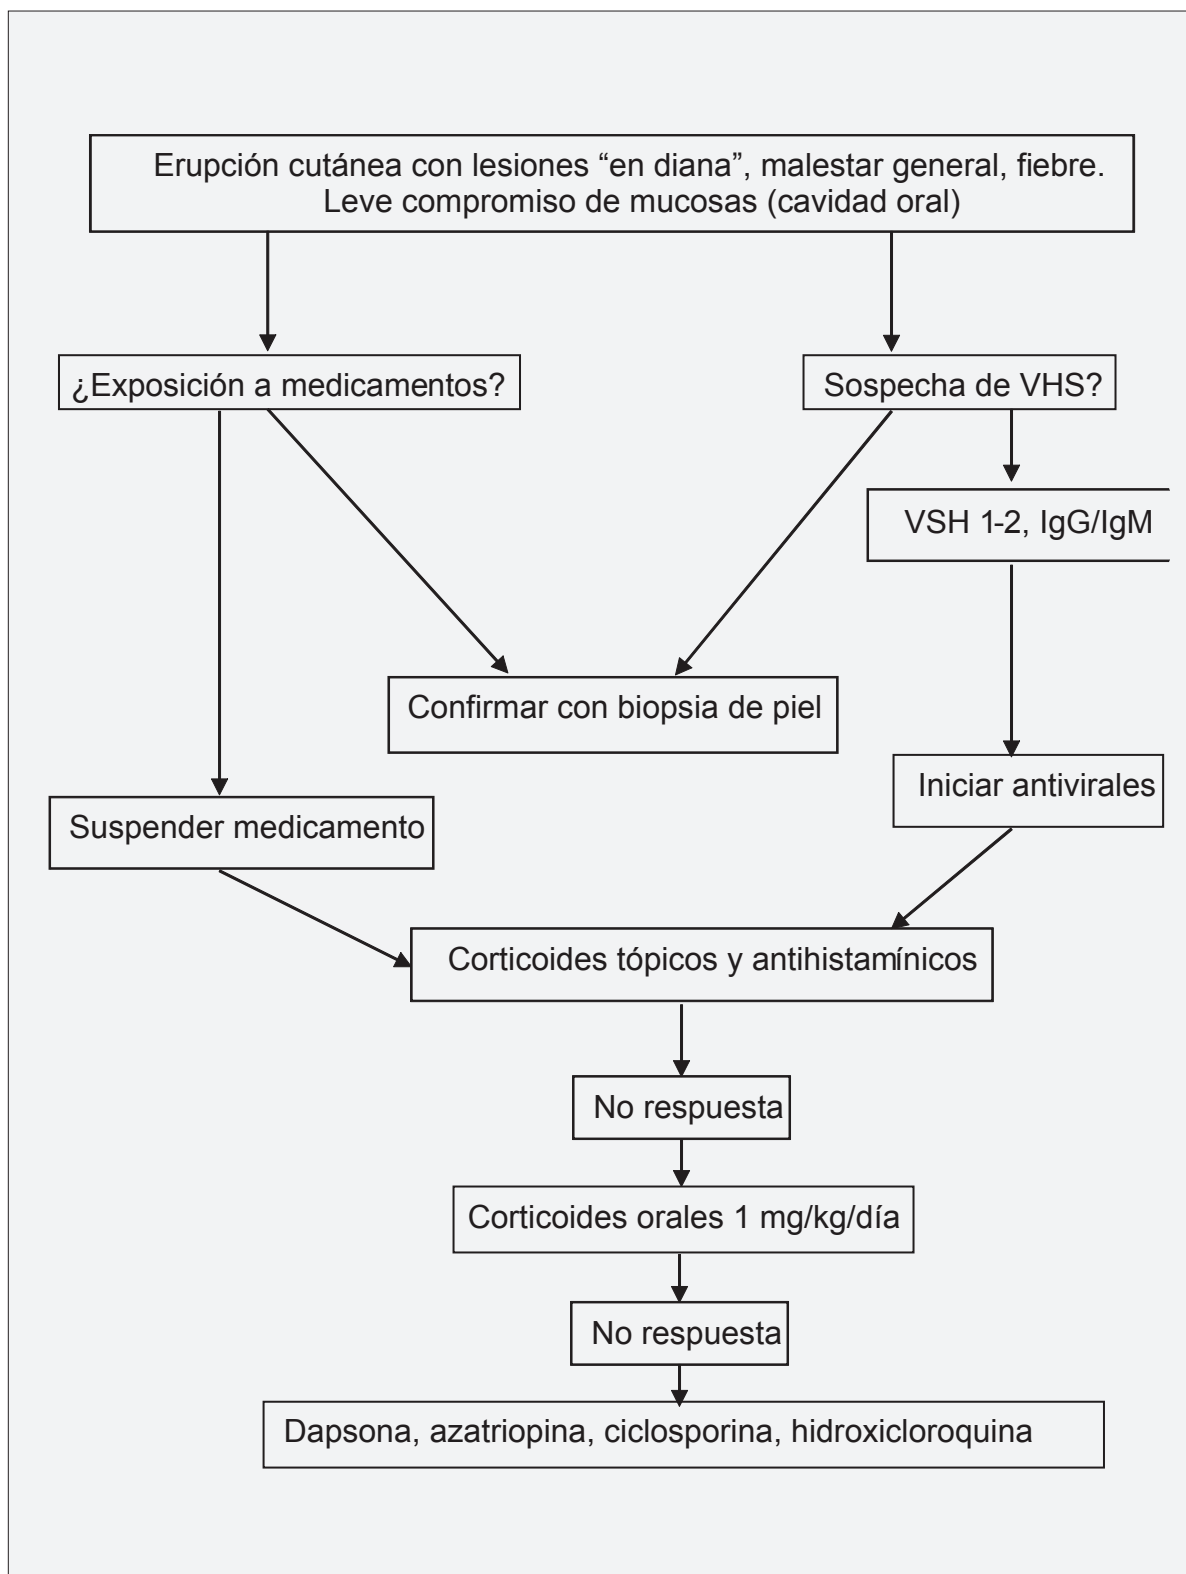 Erupción cutánea con lesiones “en diana”, malestar general, fiebre.
Leve compromiso de mucosas (cavidad oral)
¿Exposición a medicamentos?
Sospecha de VHS?
VSH 1-2, IgG/IgM
Confirmar con biopsia de piel
Iniciar antivirales
Suspender medicamento
Corticoides tópicos y antihistamínicos
No respuesta
Corticoides orales 1 mg/kg/día
No respuesta
Dapsona, azatriopina, ciclosporina, hidroxicloroquina